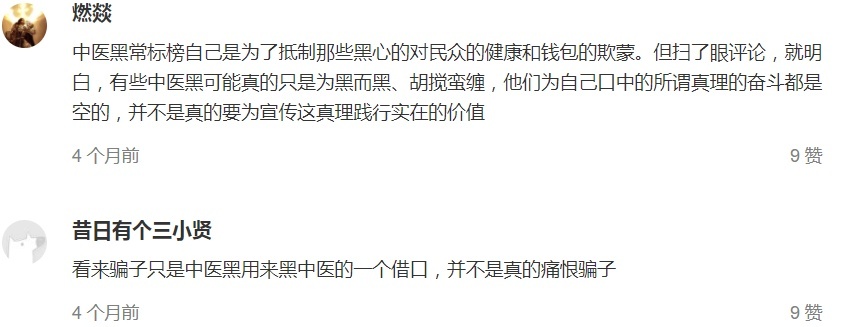 燃燚
中医黑常标榜自己是为了抵制那些黑心的对民众的健康和钱包的欺蒙。但扫了眼评论，就明
白，有些中医黑可能真的只是为黑而黑、胡搅蛮缠，他们为自己口中的所谓真理的奋斗都是
空的，并不是真的要为宣传这真理践行实在的价值
4 个月前
9 赞
昔日有个三小贤
看来骗子只是中医黑用来黑中医的一个借口，并不是真的痛恨骗子
4 个月前
9 赞